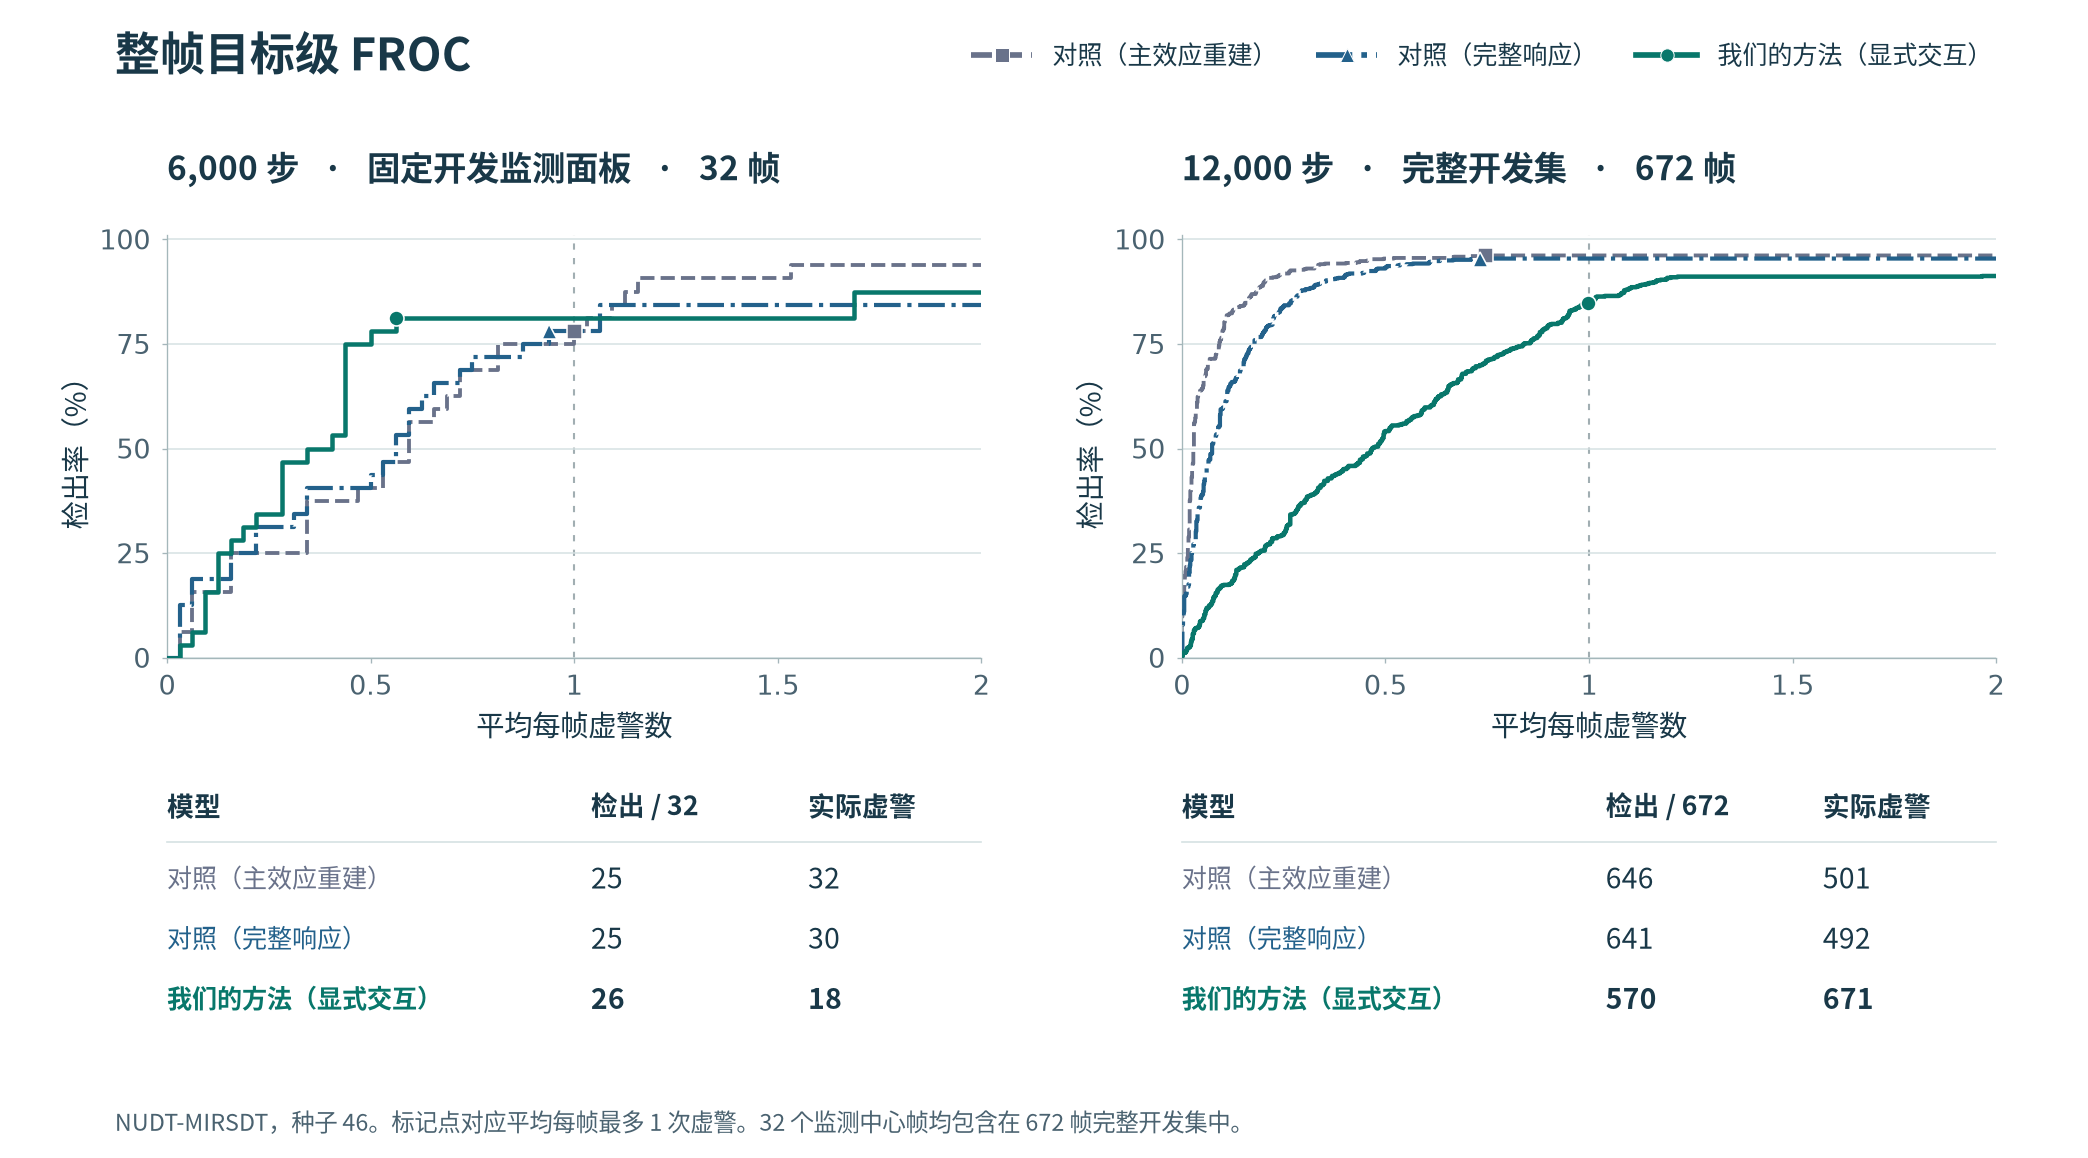 整帧目标级 FROC
对照（主效应重建） 对照（完整响应） 我们的方法（显式交互）
6,000 步 · 固定开发监测面板 · 32 帧
100
75
50
25
0
检出率（%）
0 0.5 1 1.5 2
平均每帧虚警数
模型 检出 / 32 实际虚警
对照（主效应重建） 25 32
对照（完整响应） 25 30
我们的方法（显式交互） 26 18
12,000 步 · 完整开发集 · 672 帧
100
75
50
25
0
检出率（%）
0 0.5 1 1.5 2
平均每帧虚警数
模型 检出 / 672 实际虚警
对照（主效应重建） 646 501
对照（完整响应） 641 492
我们的方法（显式交互） 570 671
NUDT-MIRSDT，种子 46。标记点对应平均每帧最多 1 次虚警。32 个监测中心帧均包含在 672 帧完整开发集中。